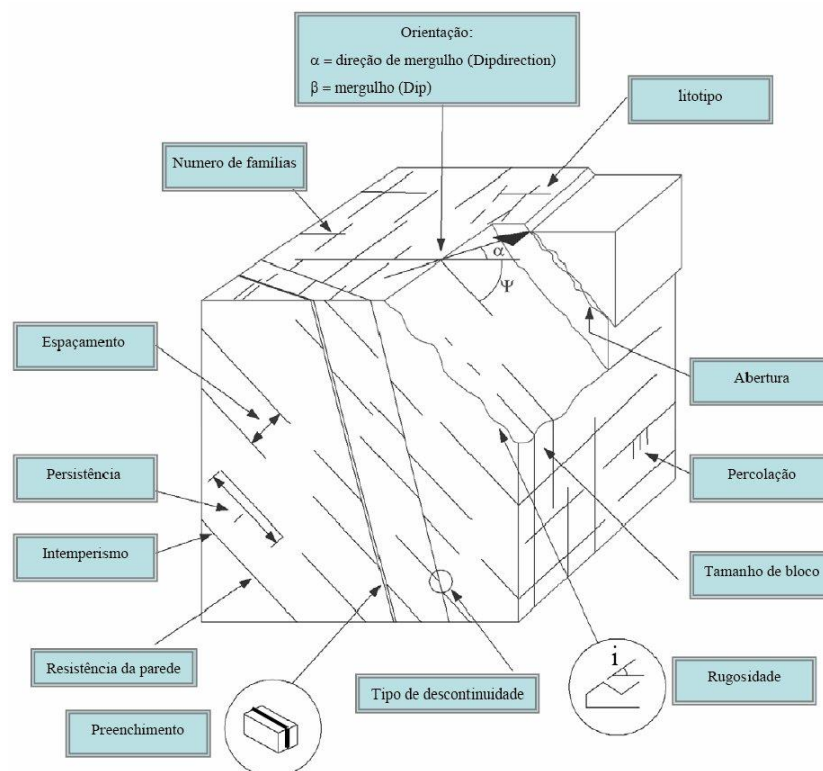 Orientação:
α = direção de mergulho (Dipdirection)
β = mergulho (Dip)
litotipo
Numero de famílias
α
Ψ
Espaçamento
Abertura
Persistência
Percolação
Intemperismo
Tamanho de bloco
Resistência da parede
i
Rugosidade
Tipo de descontinuidade
Preenchimento